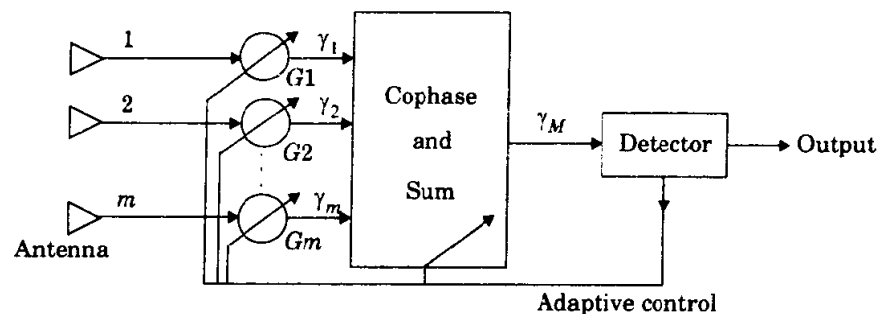 1
γ1
G1
2
γ2
G2
m
γm
Gm
Antenna
Cophase
and
Sum
γM
Detector
Output
Adaptive control